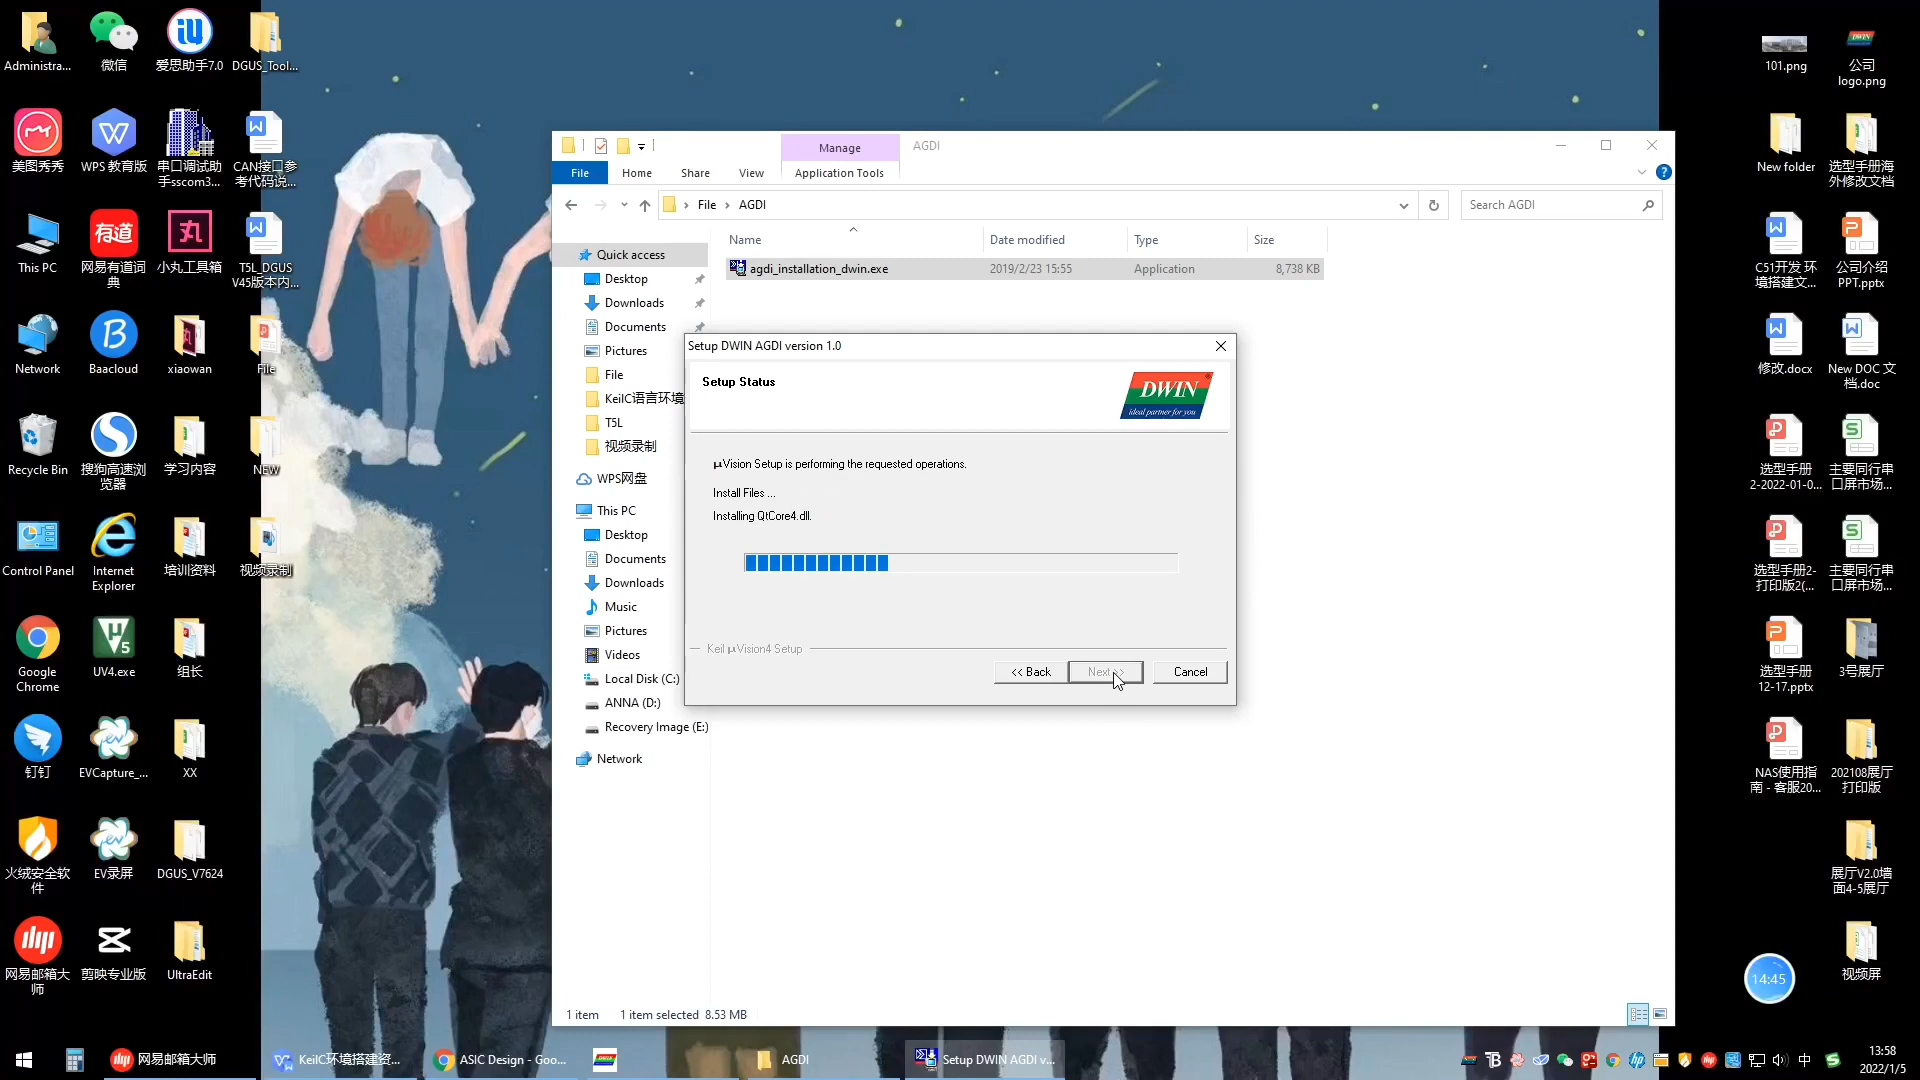 Administra...
微信
爱思助手7.0
DGUS_Tool...
美图秀秀
WPS 教育版
串口调试助
手sscom3...
CAN接口参
考代码说...
This PC
网易有道词
典
小丸工具箱
T5L_DGUS
V45版本内...
Network
Baacloud
xiaowan
File
Recycle Bin
搜狗高速浏
览器
学习内容
NEW
Control Panel
Internet
Explorer
培训资料
视频录制
Google
Chrome
UV4.exe
组长
钉钉
EVCapture_...
XX
火绒安全软
件
EV录屏
DGUS_V7624
网易邮箱大
师
剪映专业版
UltraEdit
Manage
AGDI
File
Home
Share
View
Application Tools
File
AGDI
Search AGDI
Name
Date modified
Type
Size
agdi_installation_dwin.exe
2019/2/23 15:55
Application
8,738 KB
Quick access
Desktop
Downloads
Documents
Pictures
File
KeilC语言环境
T5L
视频录制
WPS网盘
This PC
Desktop
Documents
Downloads
Music
Pictures
Videos
Local Disk (C:)
ANNA (D:)
Recovery Image (E:)
Network
Setup DWIN AGDI version 1.0
Setup Status
DWIN
ideal partner for you
µVision Setup is performing the requested operations.
Install Files ...
Installing QtCore4.dll.
Keil µVision4 Setup
<< Back
Next >>
Cancel
1 item
1 item selected 8.53 MB
101.png
公司
logo.png
New folder
选型手册海
外修改文档
C51开发 环
境搭建文...
公司介绍
PPT.pptx
修改.docx
New DOC 文
档.doc
选型手册
2-2022-01-0...
主要同行串
口屏市场...
选型手册2-
打印版2(...
主要同行串
口屏市场...
选型手册
12-17.pptx
3号展厅
NAS使用指
南 - 客服20...
202108展厅
打印版
展厅V2.0墙
面4-5展厅
视频屏
14:45
网易邮箱大师
KeilC环境搭建资...
ASIC Design - Goo...
AGDI
Setup DWIN AGDI v...
中
13:58
2022/1/5